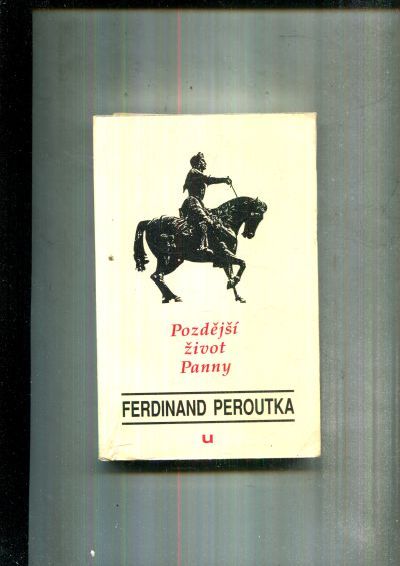 Pozdější
život
Panny
FERDINAND PEROUTKA
u